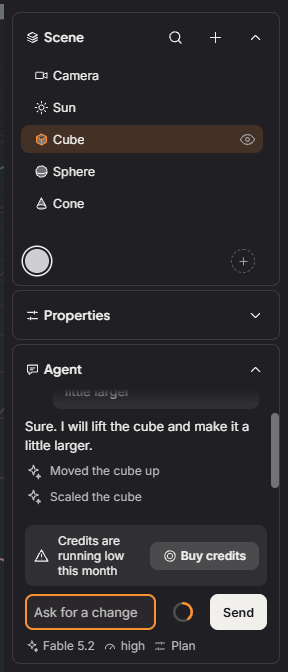 Scene
Camera
Sun
Cube
Sphere
Cone
Properties
Agent
little larger
Sure. I will lift the cube and make it a
little larger.
Moved the cube up
Scaled the cube
Credits are
running low
this month
Buy credits
Ask for a change
Send
Fable 5.2
high
Plan